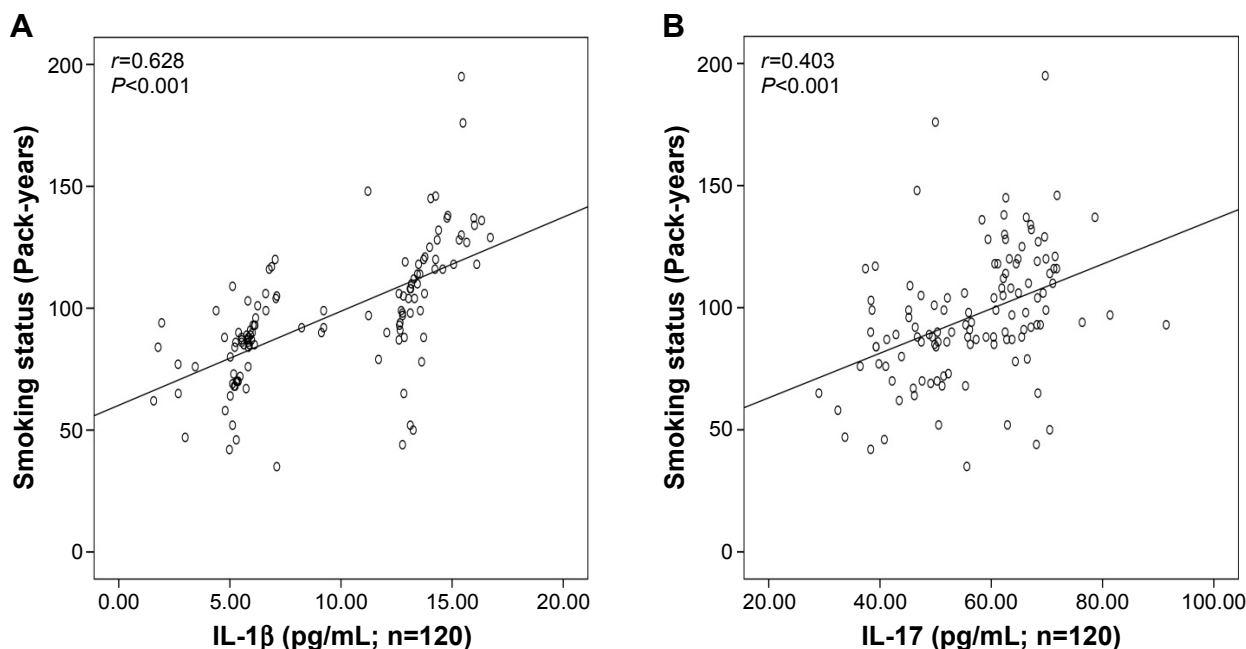 A
r=0.628
P<0.001
200
150
100
50
0
Smoking status (Pack-years)
0.00 5.00 10.00 15.00 20.00
IL-1β (pg/mL; n=120)
B
r=0.403
P<0.001
200
150
100
50
0
Smoking status (Pack-years)
20.00 40.00 60.00 80.00 100.00
IL-17 (pg/mL; n=120)